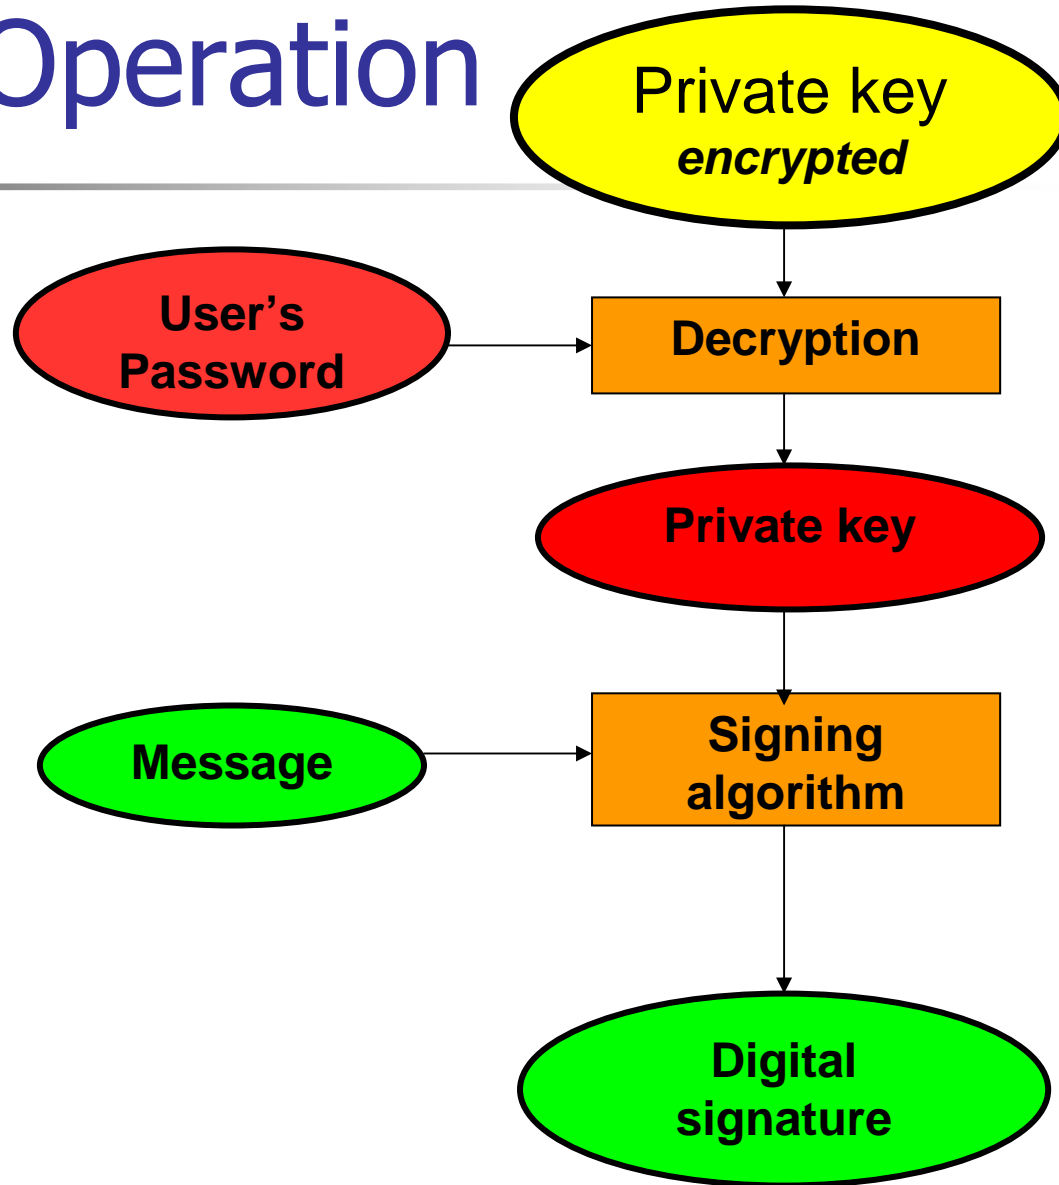 Operation
Private key
encrypted
User’s
Password
Decryption
Private key
Message
Signing
algorithm
Digital
signature